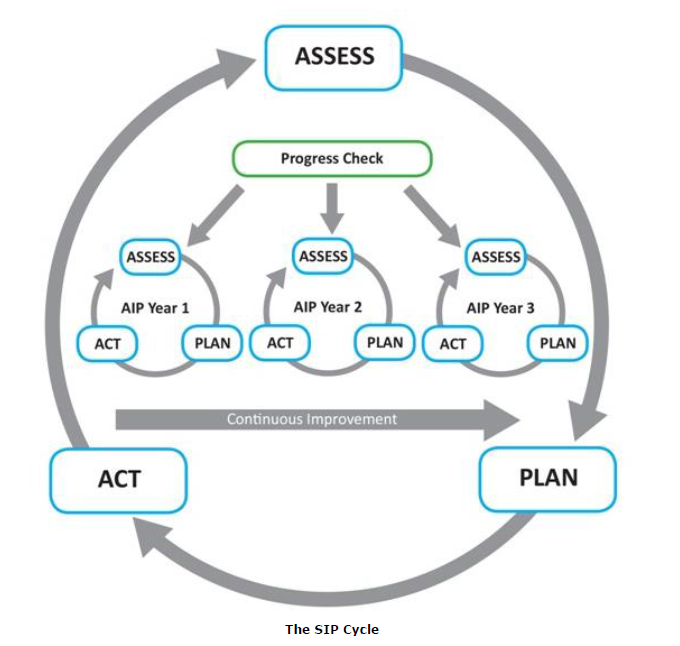 ASSESS
Progress Check
ASSESS
ASSESS
ASSESS
AIP Year 1
AIP Year 2
AIP Year 3
ACT
PLAN
ACT
PLAN
ACT
PLAN
Continuous Improvement
ACT
PLAN
The SIP Cycle